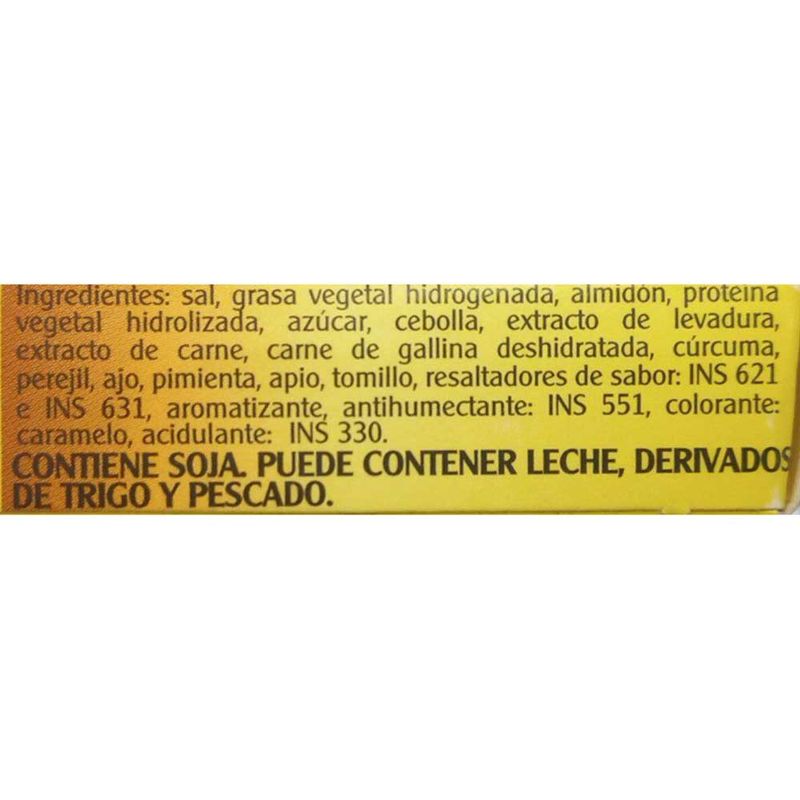 Ingredientes: sal, grasa vegetal hidrogenada, almidón, proteína
vegetal hidrolizada, azúcar, cebolla, extracto de levadura,
extracto de carne, carne de gallina deshidratada, cúrcuma,
perejil, ajo, pimienta, apio, tomillo, resaltadores de sabor: INS 621
e INS 631, aromatizante, antihumectante: INS 551, colorante:
caramelo, acidulante: INS 330.
CONTIENE SOJA. PUEDE CONTENER LECHE, DERIVADOS
DE TRIGO Y PESCADO.